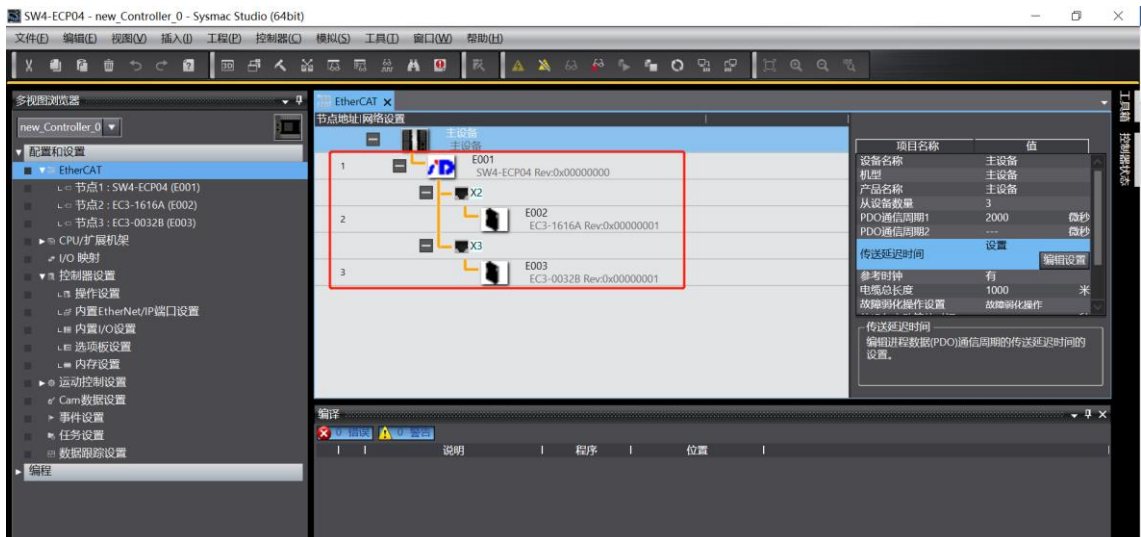 SW4-ECP04 - new_Controller_0 - Sysmac Studio (64bit)
文件(F) 编辑(E) 视图(V) 插入(I) 工程(P) 控制器(C) 模拟(S) 工具(T) 窗口(W) 帮助(H)
多视图浏览器
new_Controller_0
配置和设置
EtherCAT
节点1 : SW4-ECP04 (E001)
节点2 : EC3-1616A (E002)
节点3 : EC3-0032B (E003)
CPU/扩展机架
I/O 映射
控制器设置
操作设置
内置EtherNet/IP端口设置
内置I/O设置
选项板设置
内存设置
运动控制设置
Cam数据设置
事件设置
任务设置
数据跟踪设置
编程
EtherCAT
节点地址|网络设置
主设备
主设备
1 E001
SW4-ECP04 Rev:0x00000000
X2
2 E002
EC3-1616A Rev:0x00000001
X3
3 E003
EC3-0032B Rev:0x00000001
项目名称 值
设备名称 主设备
机型 主设备
产品名称 主设备
从设备数量 3
PDO通信周期1 2000 微秒
PDO通信周期2 --- 微秒
传送延迟时间 设置
编辑设置
参考时钟 有
电缆总长度 1000 米
故障弱化操作设置 故障弱化操作
传送延迟时间
编辑进程数据(PDO)通信周期的传送延迟时间的
设置。
编译
0 错误 0 警告
说明 程序 位置
工具箱
控制器状态